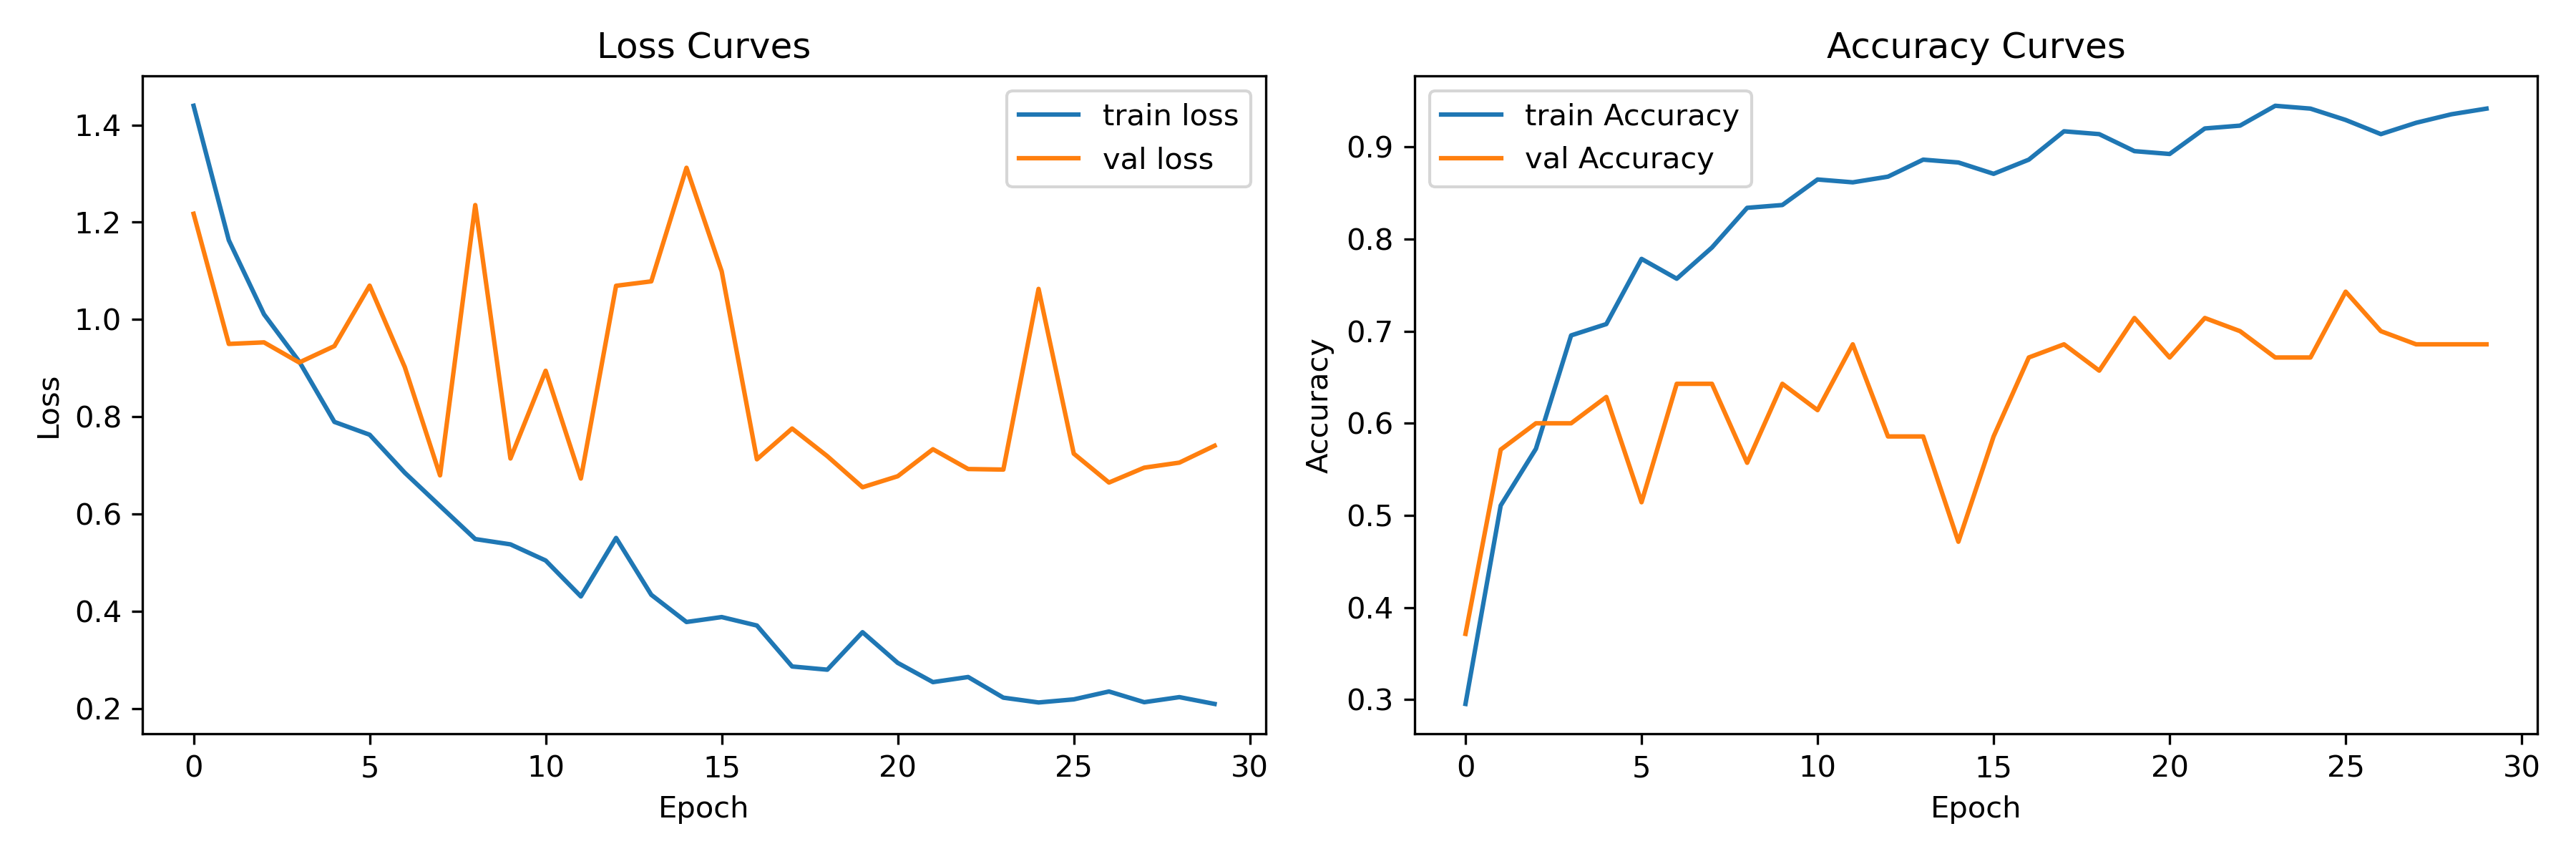 Loss Curves
train loss
val loss
1.4
1.2
1.0
0.8
0.6
0.4
0.2
Loss
0 5 10 15 20 25 30
Epoch
Accuracy Curves
train Accuracy
val Accuracy
0.9
0.8
0.7
0.6
0.5
0.4
0.3
Accuracy
0 5 10 15 20 25 30
Epoch